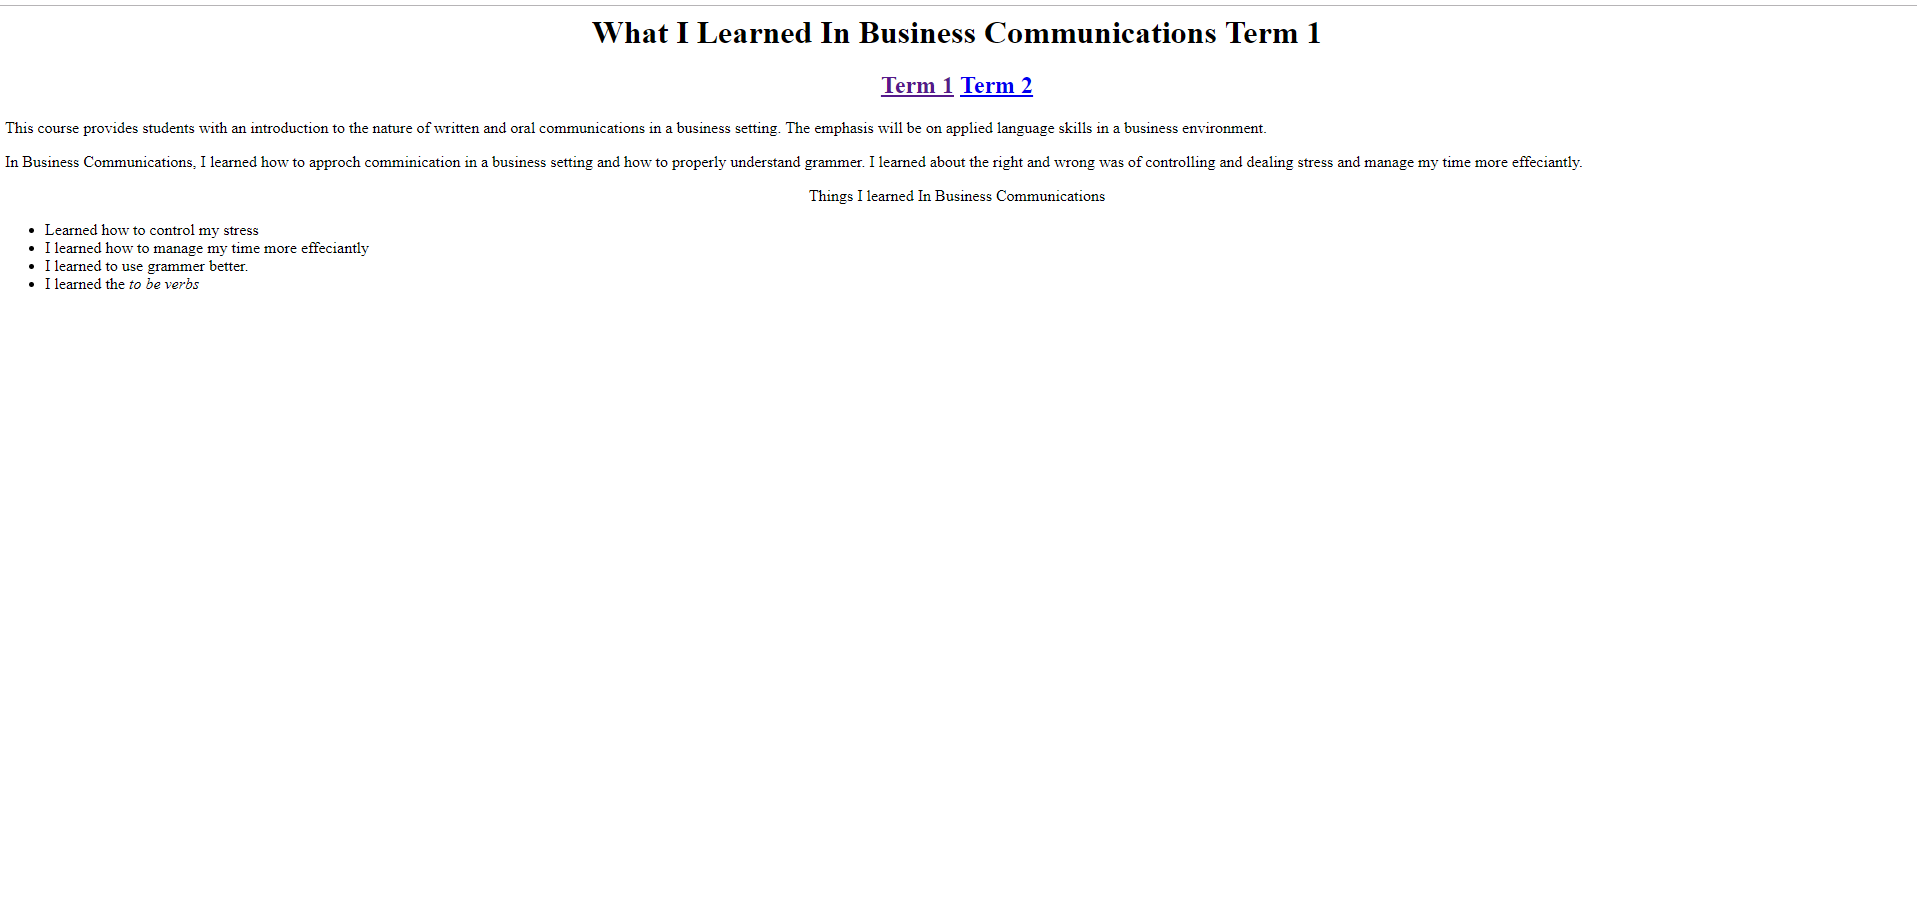 What I Learned In Business Communications Term 1
Term 1 Term 2
This course provides students with an introduction to the nature of written and oral communications in a business setting. The emphasis will be on applied language skills in a business environment.
In Business Communications, I learned how to approch comminication in a business setting and how to properly understand grammer. I learned about the right and wrong was of controlling and dealing stress and manage my time more effeciantly.
Things I learned In Business Communications
• Learned how to control my stress
• I learned how to manage my time more effeciantly
• I learned to use grammer better.
• I learned the to be verbs